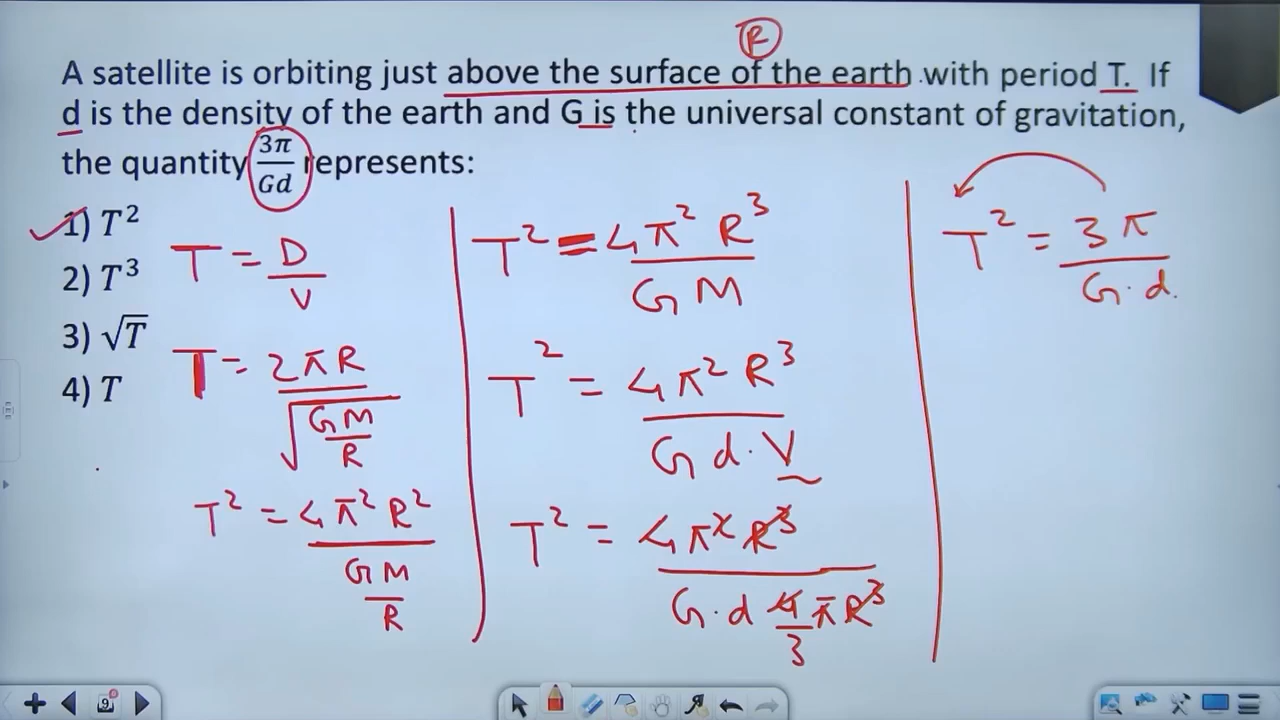 R
A satellite is orbiting just above the surface of the earth with period T. If
d is the density of the earth and G is the universal constant of gravitation,
the quantity 3π/Gd represents:
1) T²
2) T³
3) √T
4) T
T = D/V
T = 2πR/√(GM/R)
T² = 4π²R²/(GM/R)
T² = 4π²R³/GM
T² = 4π²R³/(G d.V)
T² = 4π²R³/(G.d 4/3 πR³)
T² = 3π/(G.d.)
9